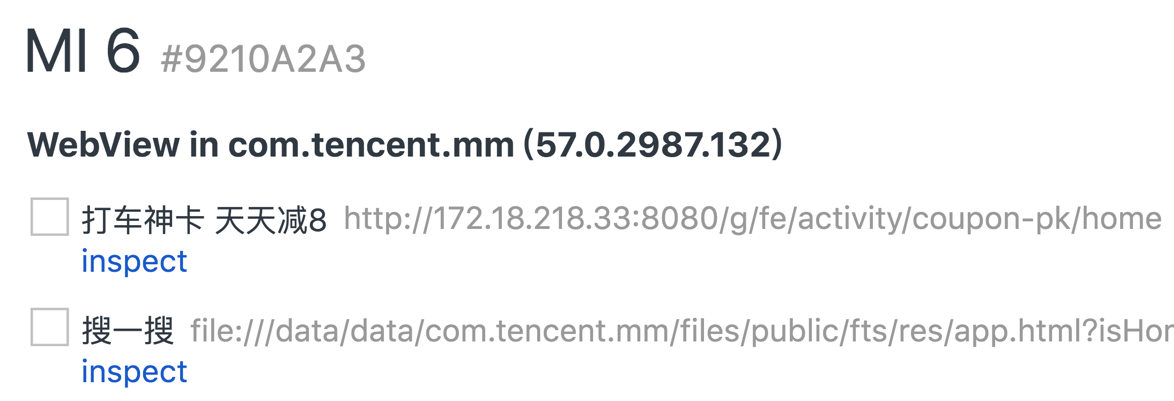 MI 6 #9210A2A3
WebView in com.tencent.mm (57.0.2987.132)
打车神卡 天天减8 http://172.18.218.33:8080/g/fe/activity/coupon-pk/home
inspect
搜一搜 file:///data/data/com.tencent.mm/files/public/fts/res/app.html?isHom
inspect